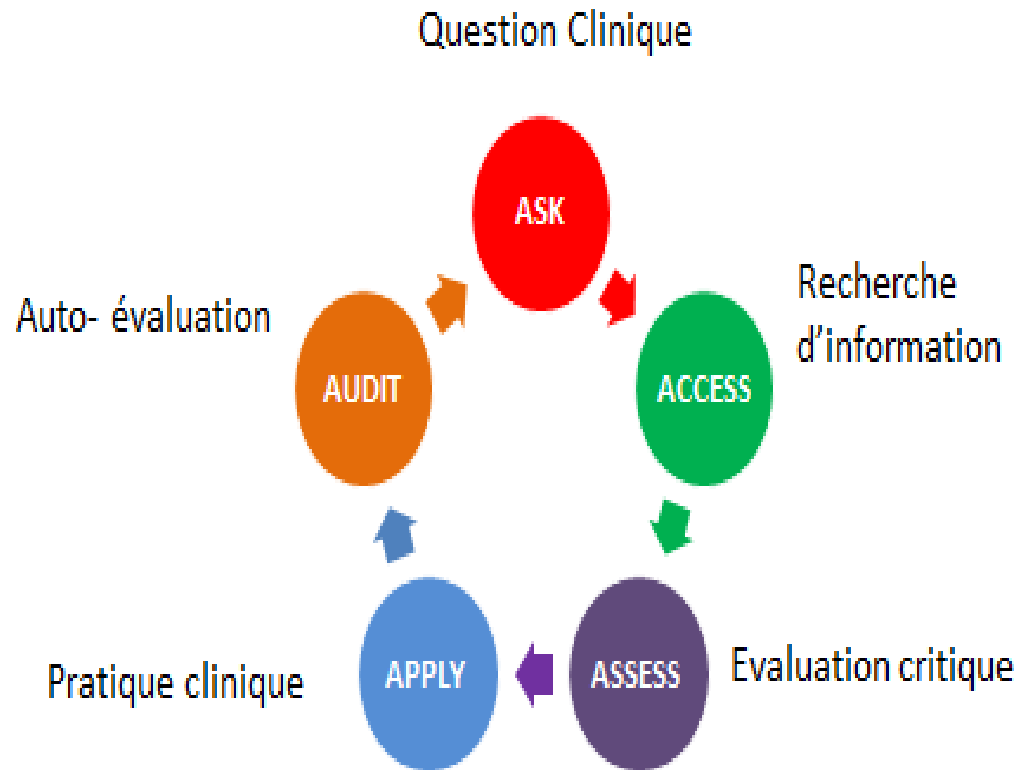 Question Clinique
ASK
Recherche
d'information
Auto- évaluation
AUDIT
ACCESS
Pratique clinique
APPLY
ASSESS
Evaluation critique